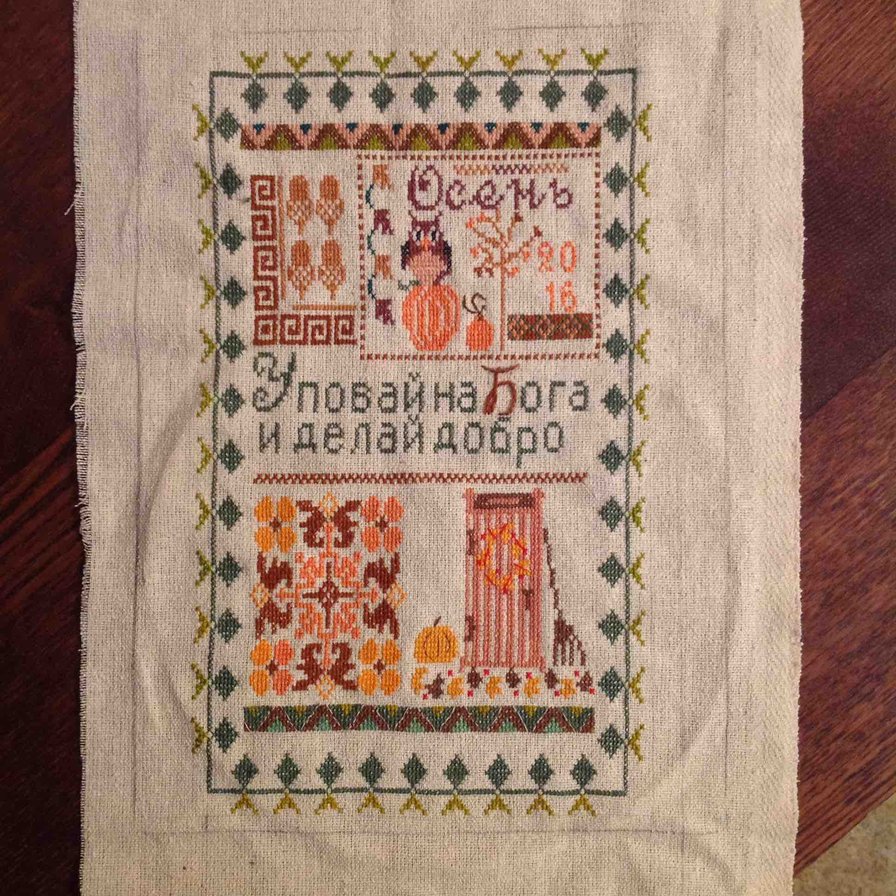 Осень
20
16
Уповай на Бога
и делай добро